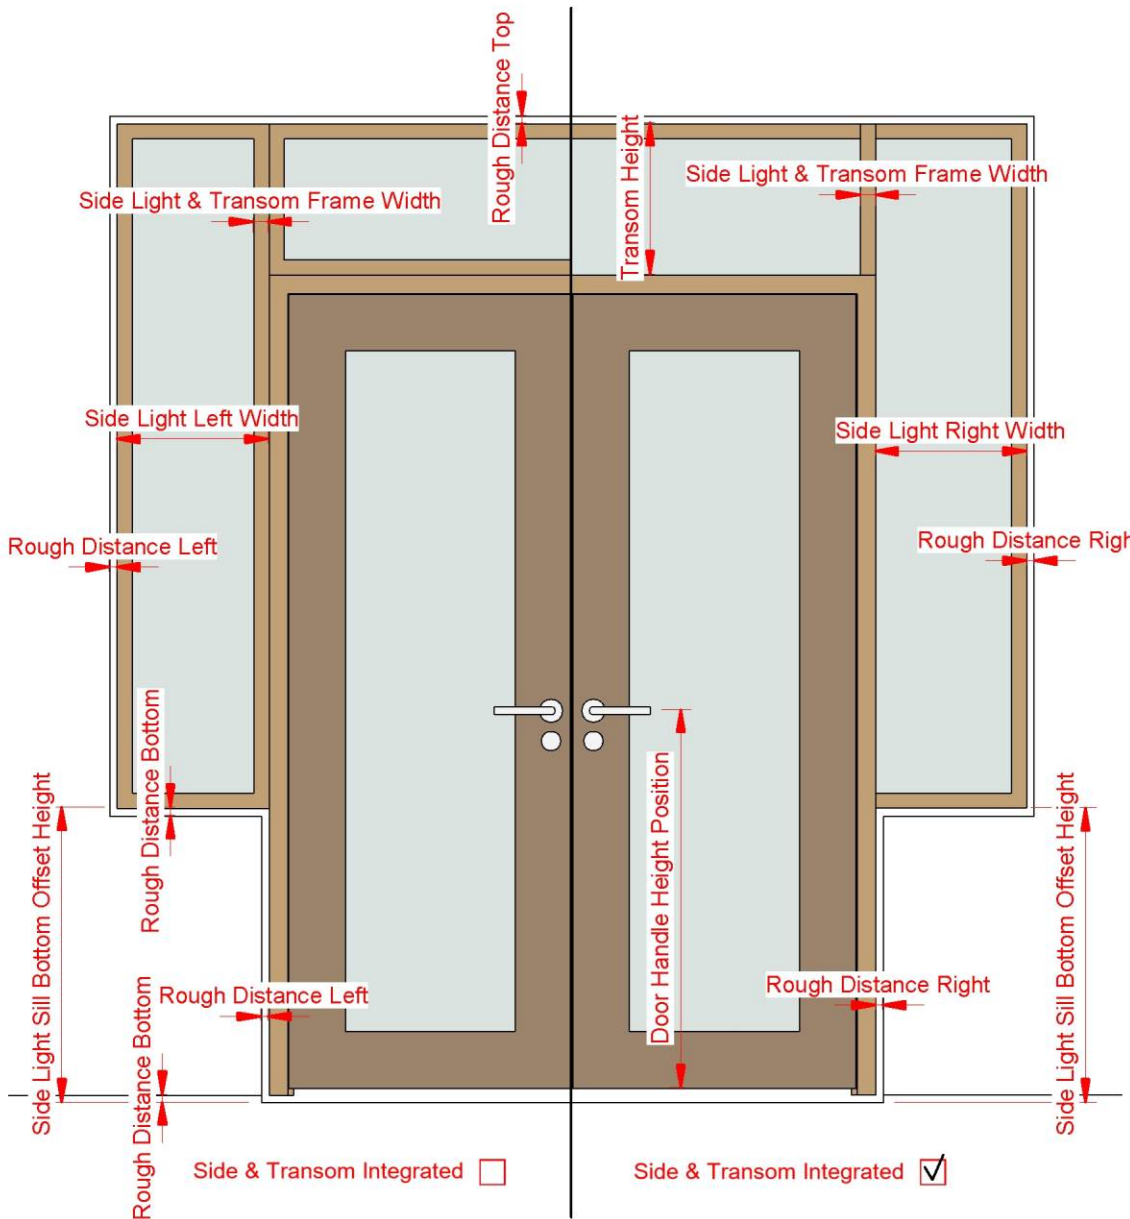 Rough Distance Top
Transom Height
Side Light & Transom Frame Width
Side Light & Transom Frame Width
Side Light Left Width
Side Light Right Width
Rough Distance Left
Rough Distance Righ
Rough Distance Bottom
Side Light Sill Bottom Offset Height
Door Handle Height Position
Side Light Sill Bottom Offset Height
Rough Distance Left
Rough Distance Right
Rough Distance Bottom
Side & Transom Integrated
Side & Transom Integrated